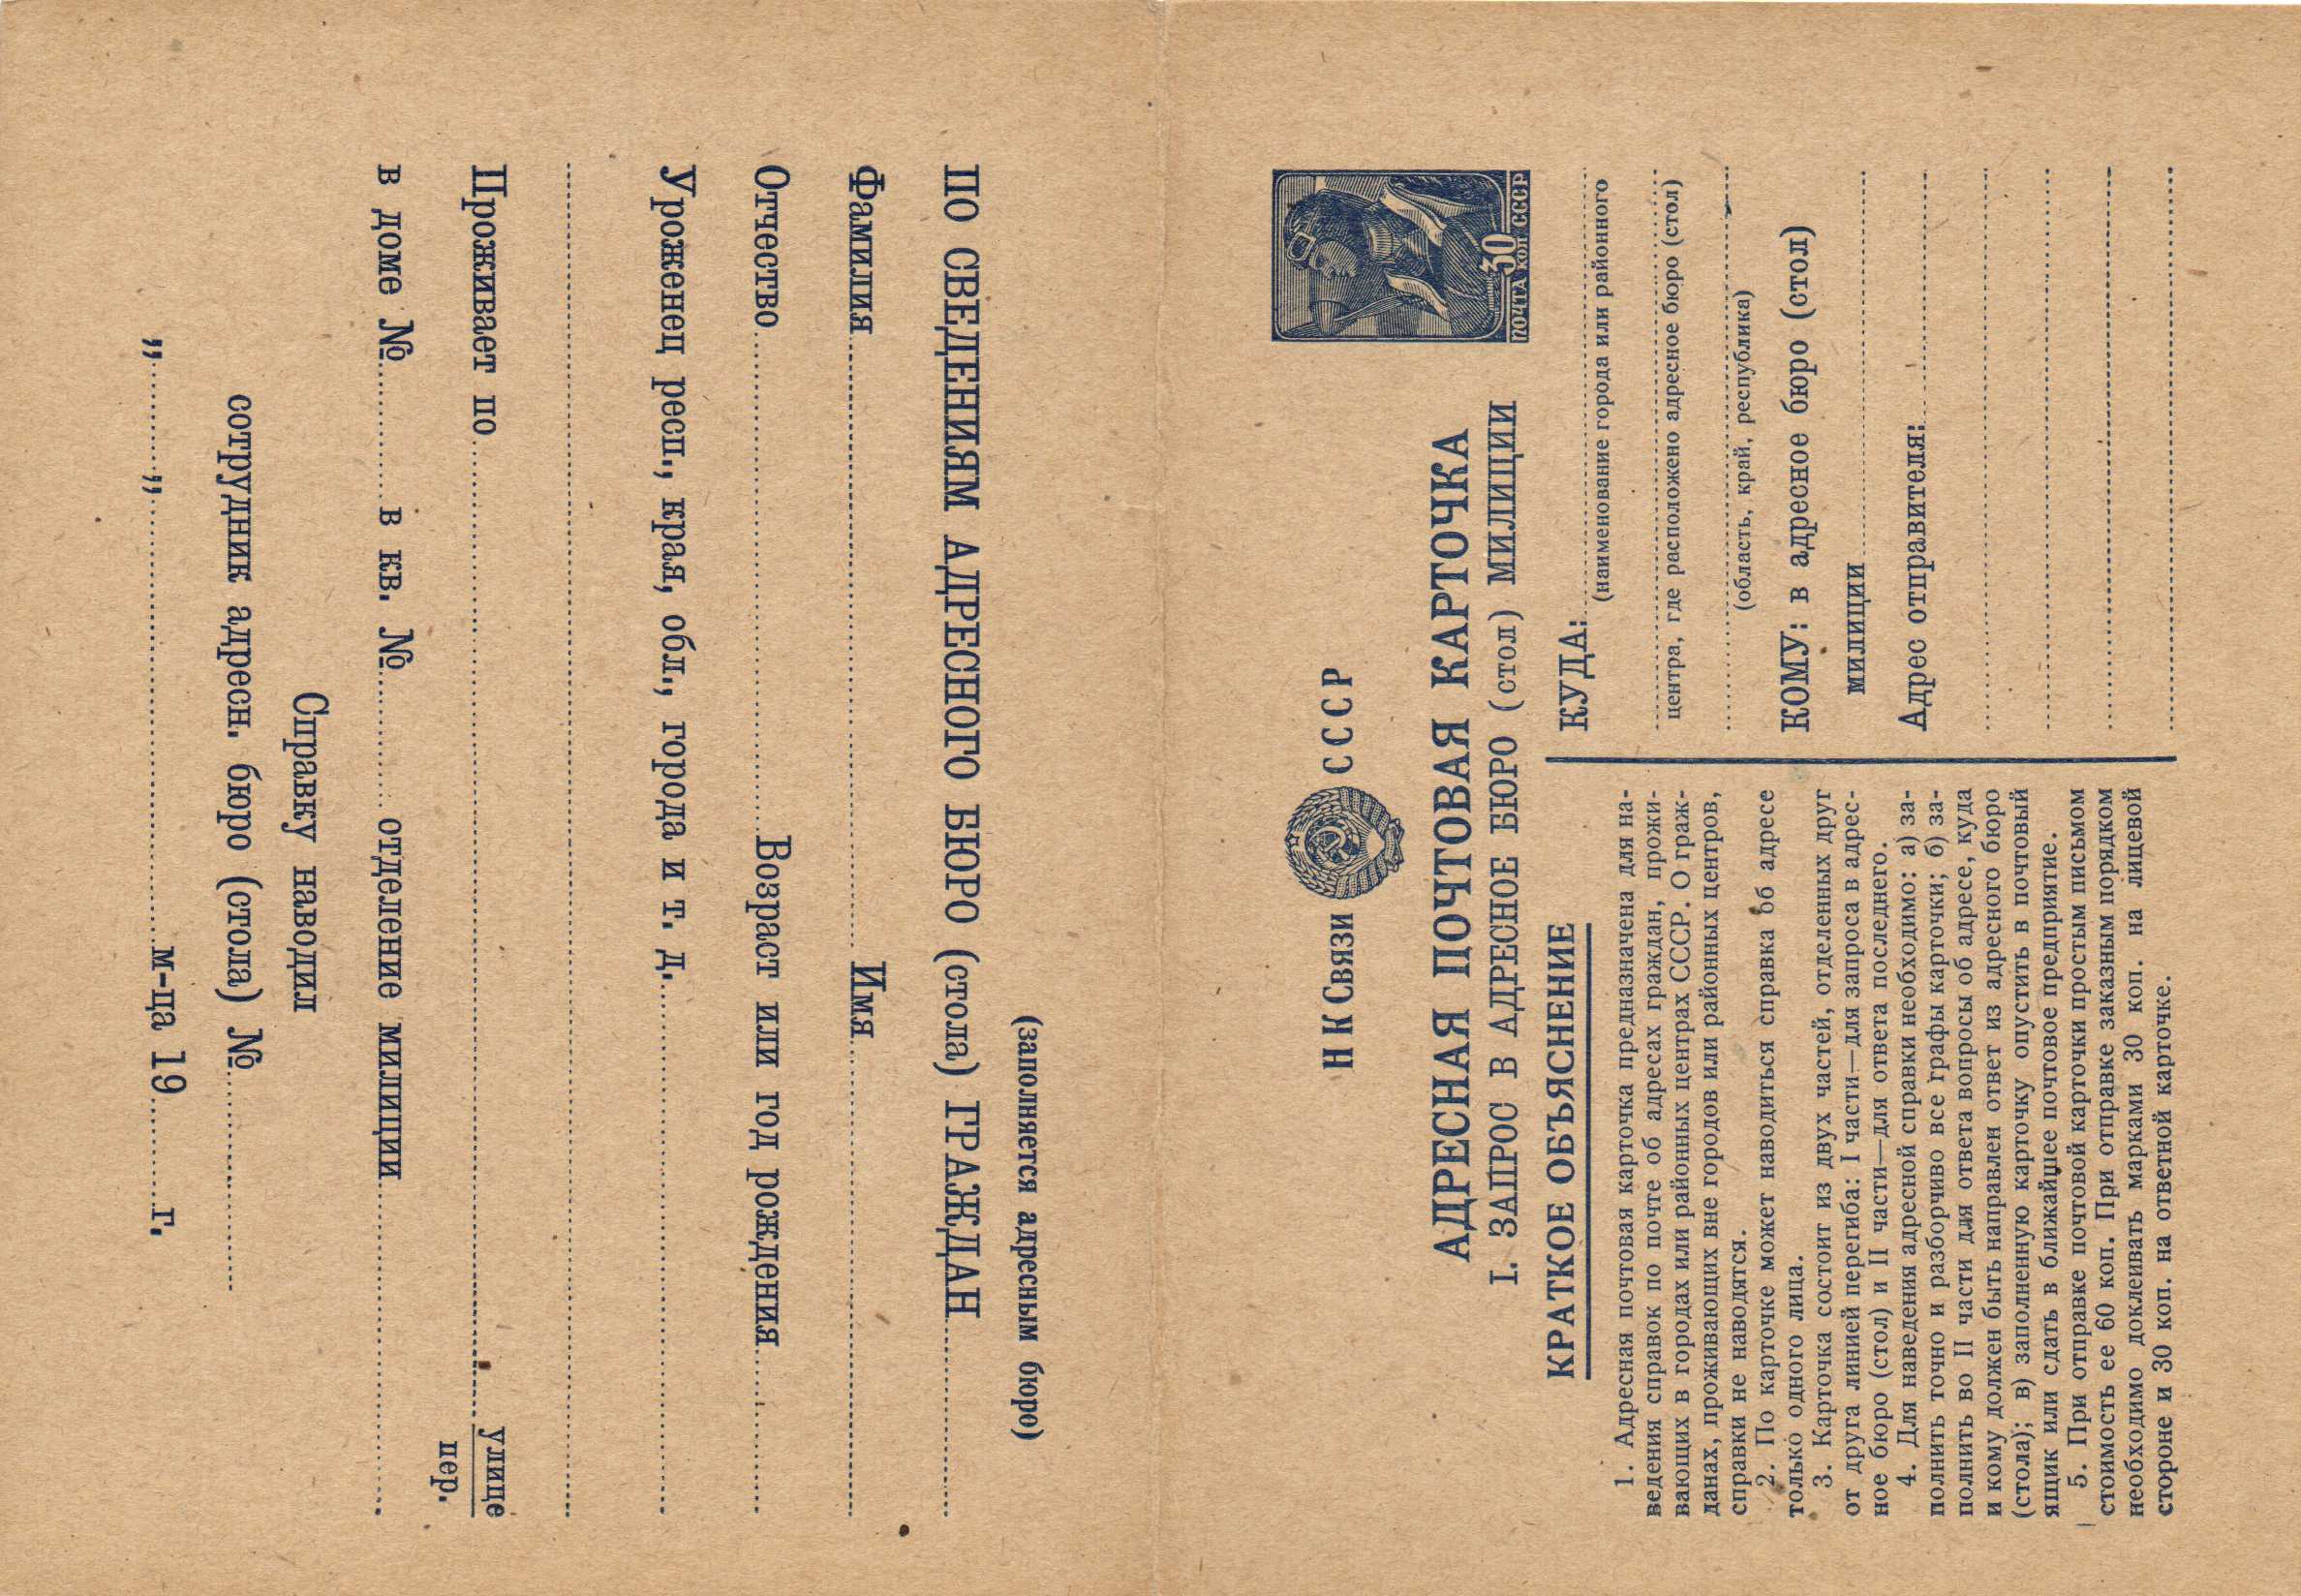 НКСвязи СССР
АДРЕСНАЯ ПОЧТОВАЯ КАРТОЧКА
I. ЗАПРОС В АДРЕСНОЕ БЮРО (стол) МИЛИЦИИ
30
ПОЧТА КОП СССР
КРАТКОЕ ОБЪЯСНЕНИЕ
1. Адресная почтовая карточка предназначена для на-
ведения справок по почте об адресах граждан, прожи-
вающих в городах или районных центрах СССР. О граж-
данах, проживающих вне городов или районных центров,
справки не наводятся.
2. По карточке может наводиться справка об адресе
только одного лица.
3. Карточка состоит из двух частей, отделенных друг
от друга линией перегиба: I части—для запроса в адрес-
ное бюро (стол) и II части—для ответа последнего.
4. Для наведения адресной справки необходимо: а) за-
полнить точно и разборчиво все графы карточки; б) за-
полнить во II части для ответа вопросы об адресе, куда
и кому должен быть направлен ответ из адресного бюро
(стола); в) заполненную карточку опустить в почтовый
ящик или сдать в ближайшее почтовое предприятие.
5. При отправке почтовой карточки простым письмом
стоимость ее 60 коп. При отправке заказным порядком
необходимо доклеивать марками 30 коп. на лицевой
стороне и 30 коп. на ответной карточке.
КУДА:
(наименование города или районного
центра, где расположено адресное бюро (стол)
(область, край, республика)
КОМУ: в адресное бюро (стол)
милиции
Адрес отправителя:
(заполняется адресным бюро)
ПО СВЕДЕНИЯМ АДРЕСНОГО БЮРО (стола) ГРАЖДАН
Фамилия Имя
Отчество Возраст или год рождения
Уроженец респ., края, обл., города и т. д.
Проживает по улице
пер.
в доме № в кв. № отделение милиции
Справку наводил
сотрудник адресн. бюро (стола) №
„ „ м-ца 19 г.